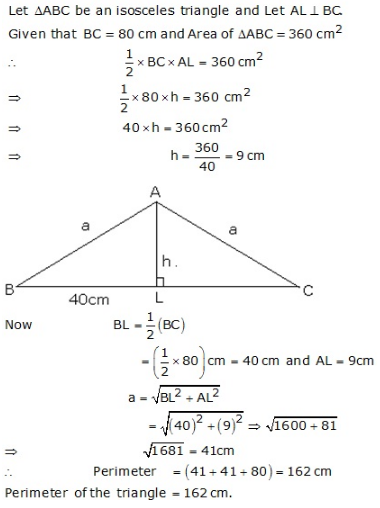 Let ΔABC be an isosceles triangle and Let AL ⊥ BC.
Given that BC = 80 cm and Area of ΔABC = 360 cm²
∴ 1/2 × BC × AL = 360 cm²
⇒ 1/2 × 80 × h = 360 cm²
⇒ 40 × h = 360 cm²
⇒ h = 360/40 = 9 cm
A
a a
h.
B C
40cm L
Now BL = 1/2 (BC)
= (1/2 × 80) cm = 40 cm and AL = 9cm
a = √(BL² + AL²)
= √((40)² + (9)²) ⇒ √(1600 + 81)
⇒ √1681 = 41cm
∴ Perimeter = (41 + 41 + 80) = 162 cm
Perimeter of the triangle = 162 cm.